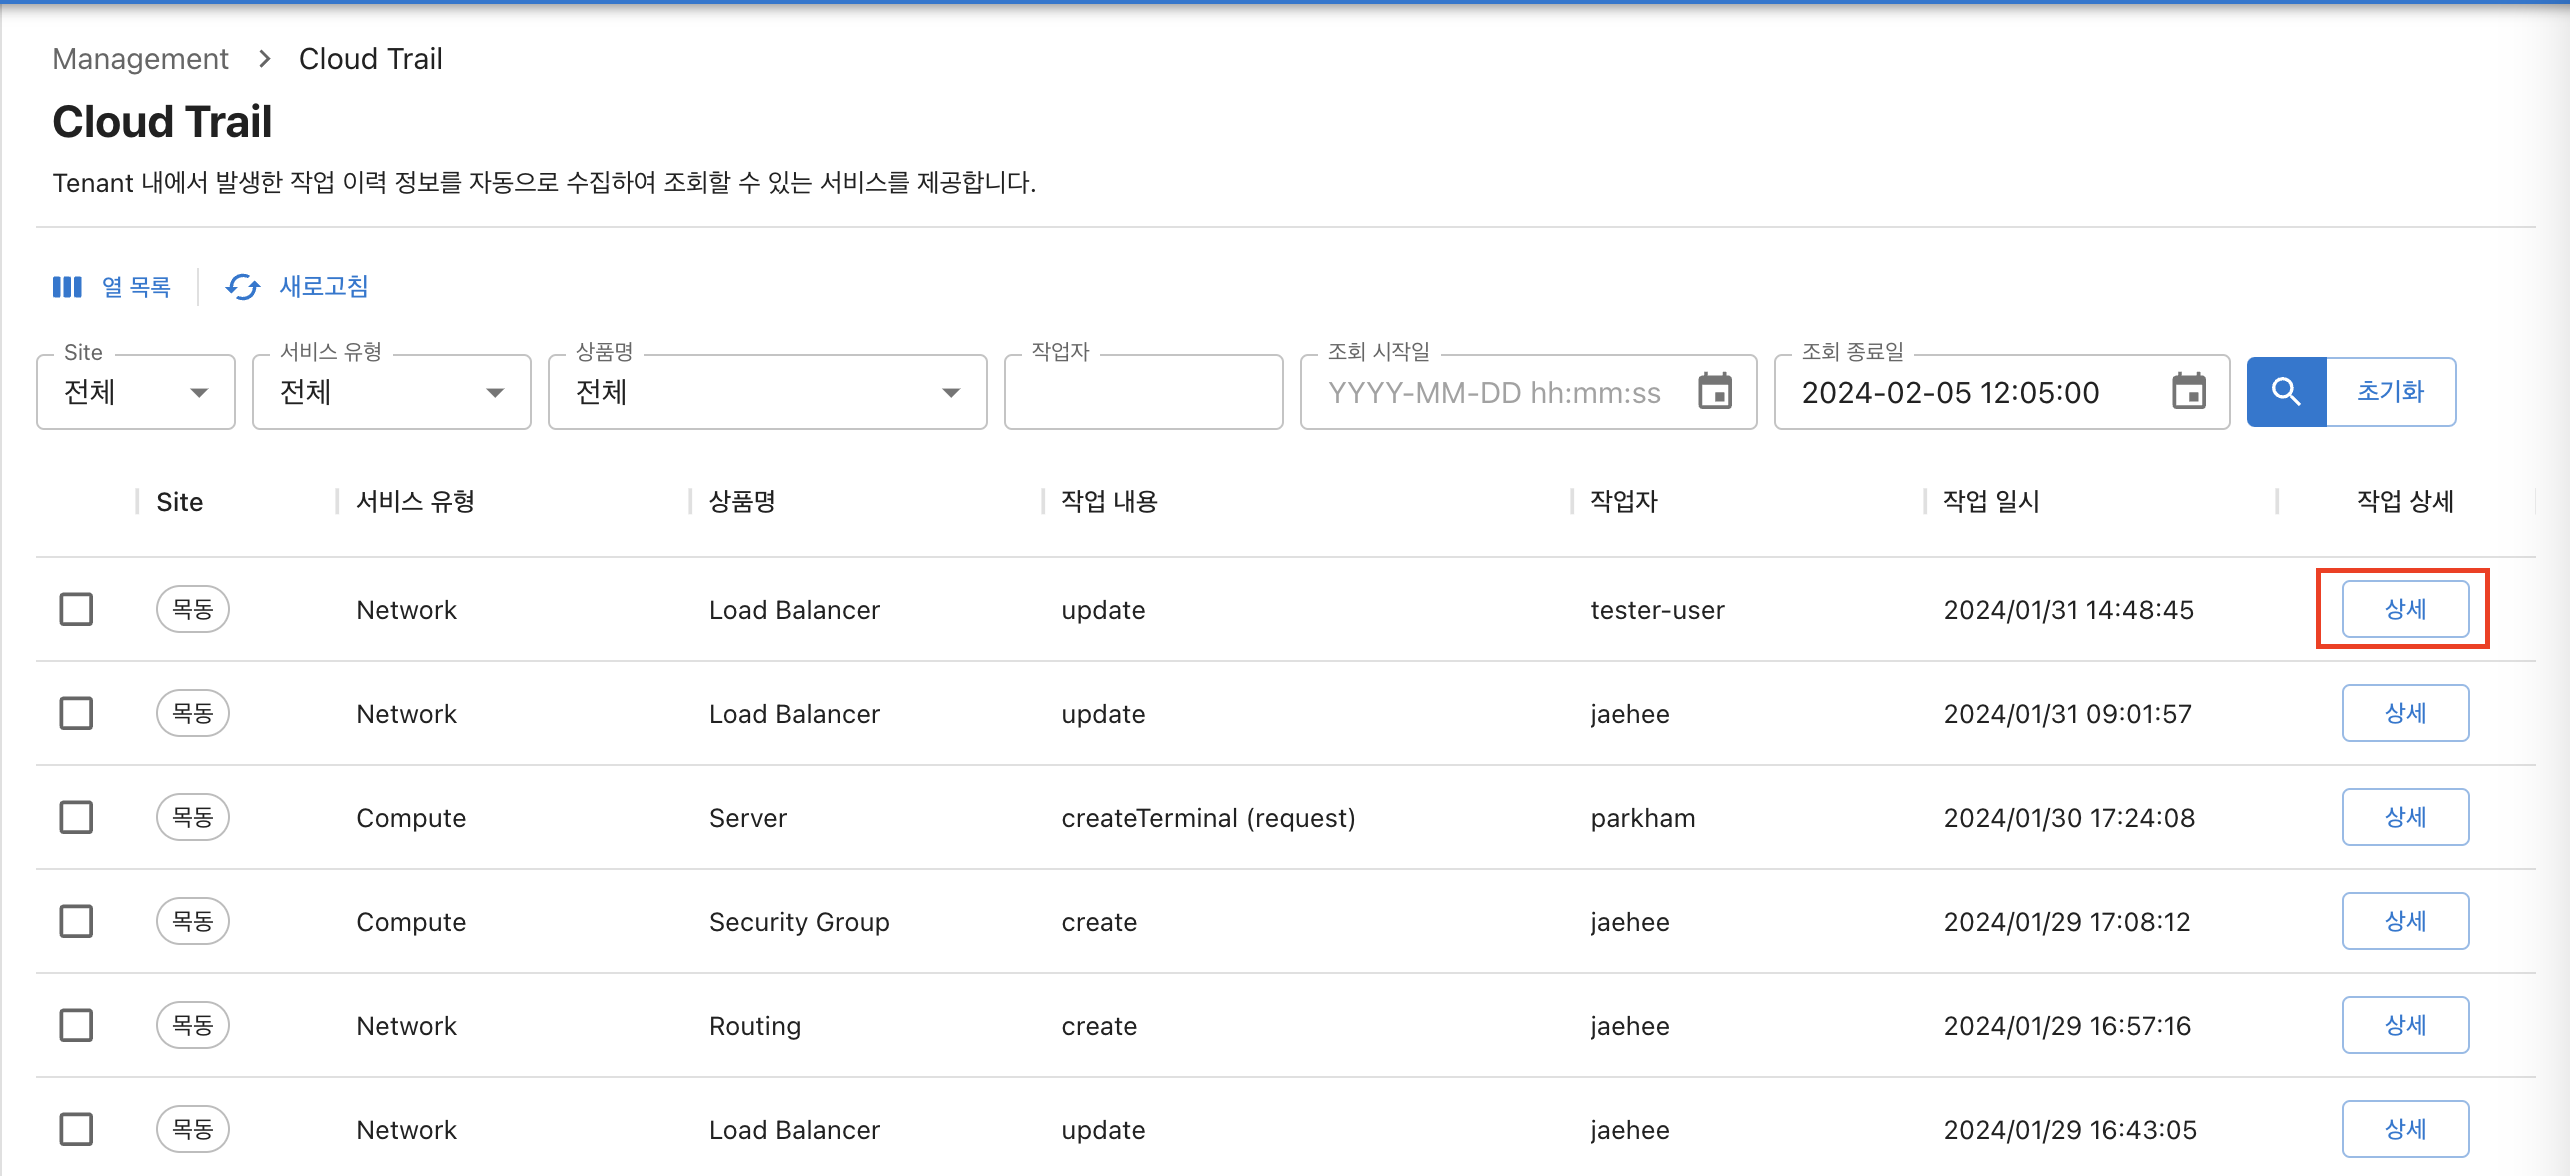 Management > Cloud Trail
Cloud Trail
Tenant 내에서 발생한 작업 이력 정보를 자동으로 수집하여 조회할 수 있는 서비스를 제공합니다.
열 목록 새로고침
Site 서비스 유형 상품명 작업자 조회 시작일 조회 종료일
전체 전체 전체 YYYY-MM-DD hh:mm:ss 2024-02-05 12:05:00 초기화
Site 서비스 유형 상품명 작업 내용 작업자 작업 일시 작업 상세
목동 Network Load Balancer update tester-user 2024/01/31 14:48:45 상세
목동 Network Load Balancer update jaehee 2024/01/31 09:01:57 상세
목동 Compute Server createTerminal (request) parkham 2024/01/30 17:24:08 상세
목동 Compute Security Group create jaehee 2024/01/29 17:08:12 상세
목동 Network Routing create jaehee 2024/01/29 16:57:16 상세
목동 Network Load Balancer update jaehee 2024/01/29 16:43:05 상세